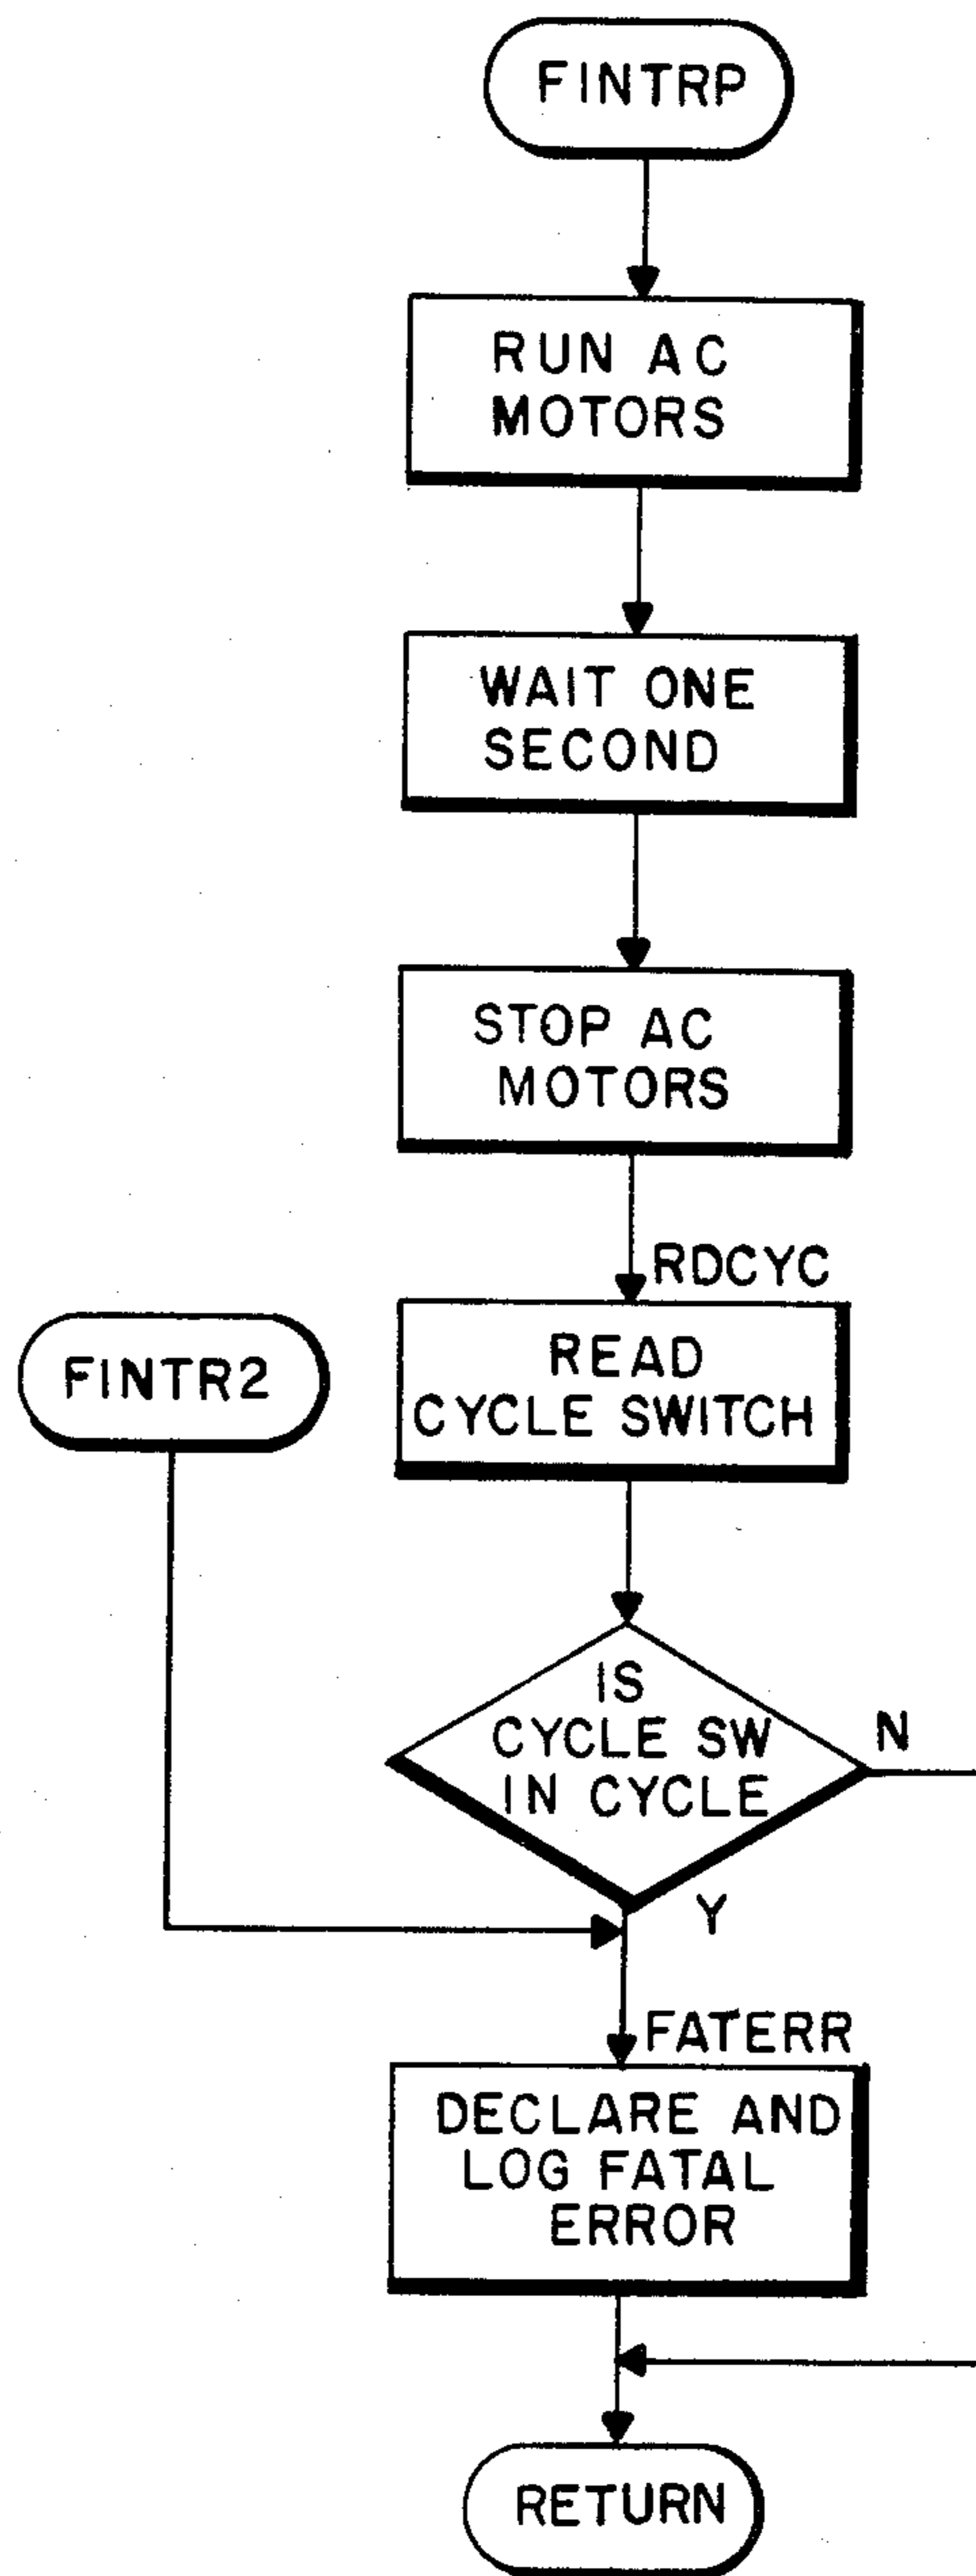 FINTRP
RUN AC
MOTORS
WAIT ONE
SECOND
STOP AC
MOTORS
RDCYC
READ
CYCLE SWITCH
FINTR2
IS
CYCLE SW
IN CYCLE
N
Y
FATERR
DECLARE AND
LOG FATAL
ERROR
RETURN